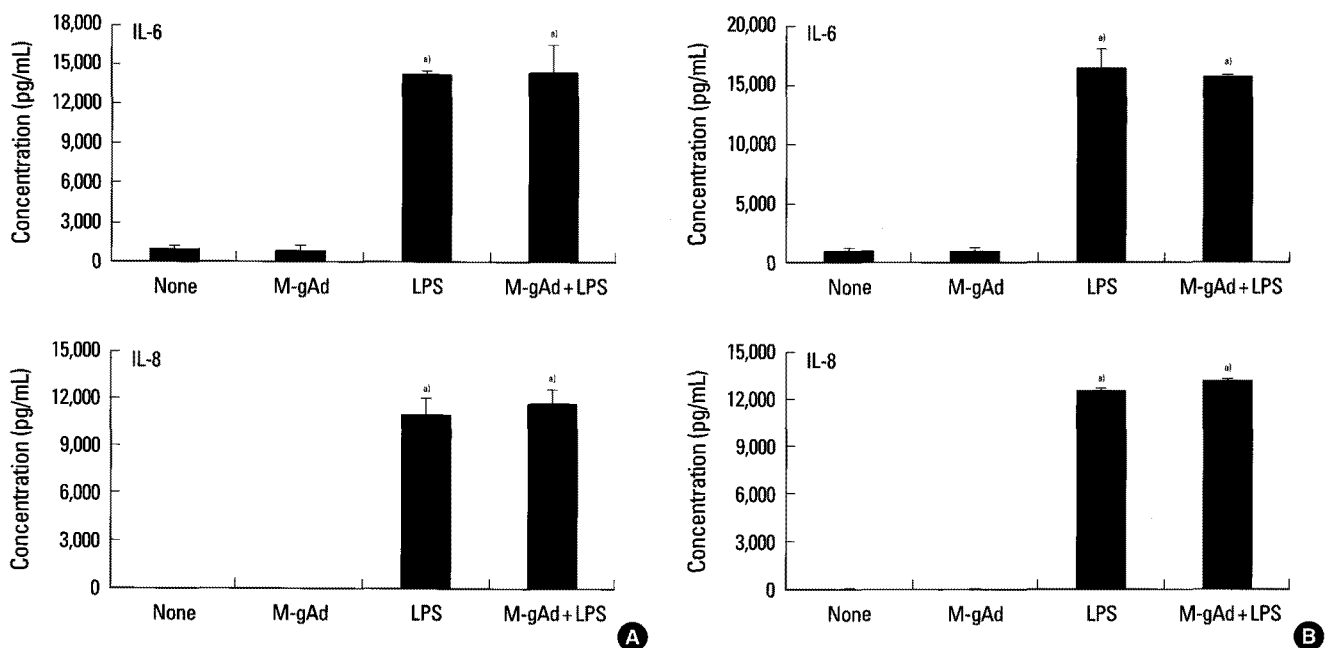 IL-6
Concentration (pg/mL)
18,000
15,000
12,000
9,000
6,000
3,000
0
a)
a)
None M-gAd LPS M-gAd+LPS
IL-8
Concentration (pg/mL)
15,000
12,000
9,000
6,000
3,000
0
a)
a)
None M-gAd LPS M-gAd+LPS
A
IL-6
Concentration (pg/mL)
20,000
15,000
10,000
5,000
0
a)
a)
None M-gAd LPS M-gAd+LPS
IL-8
Concentration (pg/mL)
15,000
12,000
9,000
6,000
3,000
0
a)
a)
None M-gAd LPS M-gAd+LPS
B